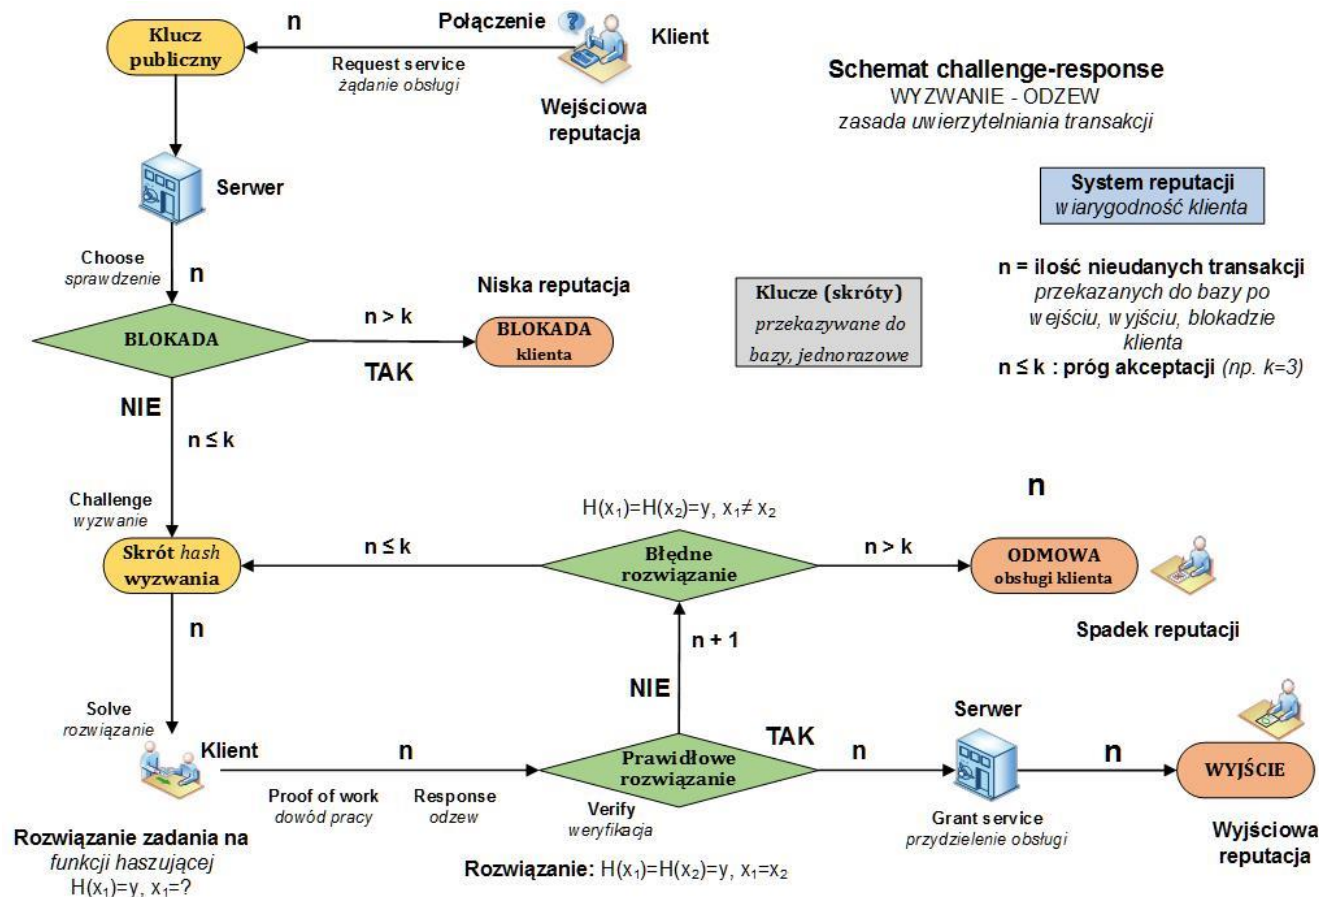 n
Połączenie
Klient
Klucz
publiczny
Request service
żądanie obsługi
Wejściowa
reputacja
Schemat challenge-response
WYZWANIE - ODZEW
zasada uwierzytelniania transakcji
Serwer
System reputacji
wiarygodność klienta
Choose
sprawdzenie
n
n = ilość nieudanych transakcji
przekazanych do bazy po
wejściu, wyjściu, blokadzie
klienta
n ≤ k : próg akceptacji (np. k=3)
Niska reputacja
Klucze (skróty)
przekazywane do
bazy, jednorazowe
BLOKADA
n > k
TAK
BLOKADA
klienta
NIE
n ≤ k
Challenge
wyzwanie
Skrót hash
wyzwania
n ≤ k
H(x₁)=H(x₂)=y, x₁≠ x₂
Błędne
rozwiązanie
n > k
n
ODMOWA
obsługi klienta
Spadek reputacji
n
n + 1
NIE
Solve
rozwiązanie
Klient
n
Proof of work
dowód pracy
Response
odzew
Prawidłowe
rozwiązanie
Verify
weryfikacja
TAK
n
Serwer
Grant service
przydzielenie obsługi
n
WYJŚCIE
Wyjściowa
reputacja
Rozwiązanie zadania na
funkcji haszującej
H(x₁)=y, x₁=?
Rozwiązanie: H(x₁)=H(x₂)=y, x₁=x₂